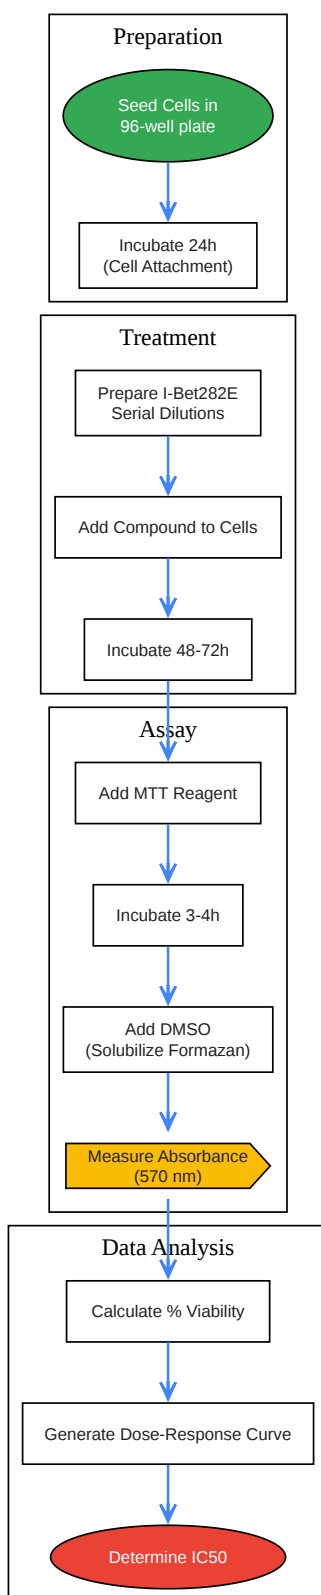 Preparation
Seed Cells in
96-well plate
Incubate 24h
(Cell Attachment)
Treatment
Prepare I-Bet282E
Serial Dilutions
Add Compound to Cells
Incubate 48-72h
Assay
Add MTT Reagent
Incubate 3-4h
Add DMSO
(Solubilize Formazan)
Measure Absorbance
(570 nm)
Data Analysis
Calculate % Viability
Generate Dose-Response Curve
Determine IC50